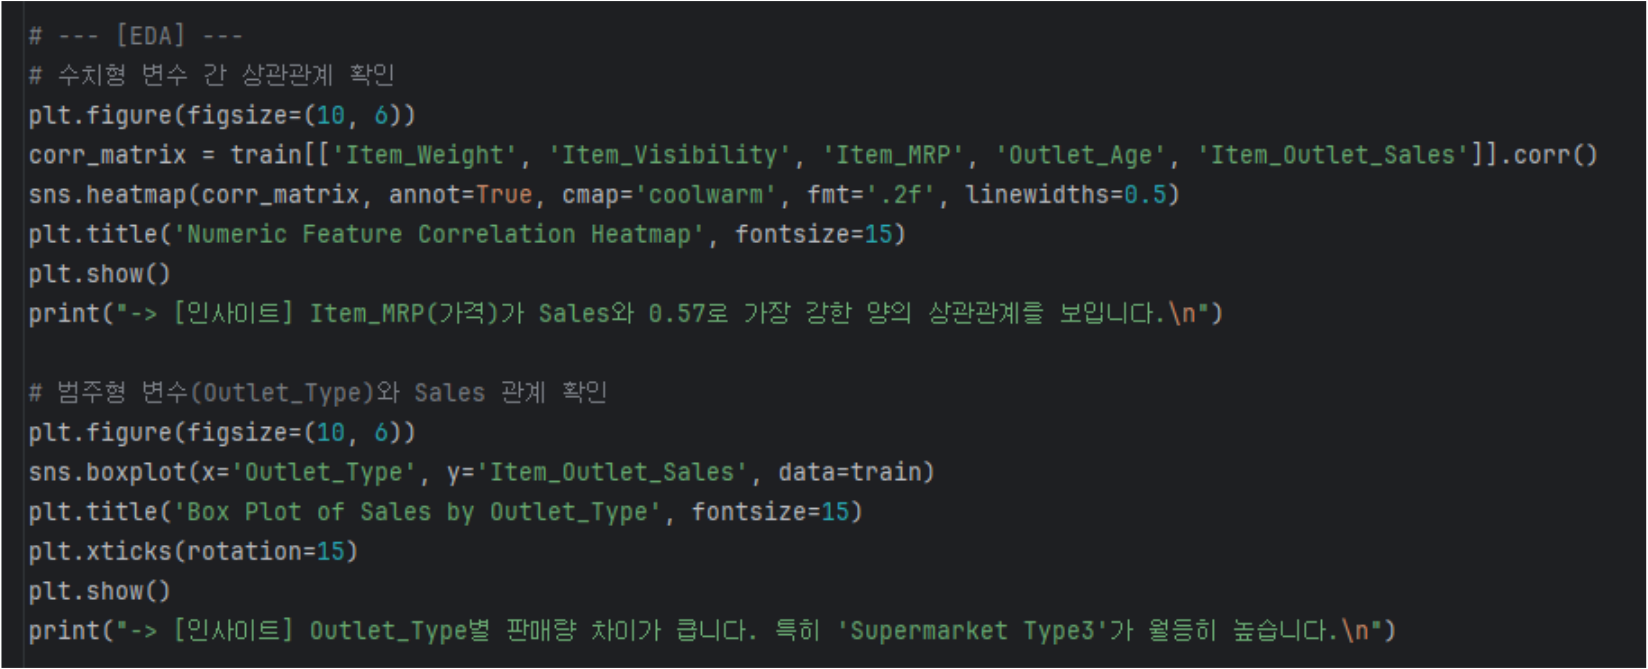 # --- [EDA] ---
# 수치형 변수 간 상관관계 확인
plt.figure(figsize=(10, 6))
corr_matrix = train[['Item_Weight', 'Item_Visibility', 'Item_MRP', 'Outlet_Age', 'Item_Outlet_Sales']].corr()
sns.heatmap(corr_matrix, annot=True, cmap='coolwarm', fmt='.2f', linewidths=0.5)
plt.title('Numeric Feature Correlation Heatmap', fontsize=15)
plt.show()
print("-> [인사이트] Item_MRP(가격)가 Sales와 0.57로 가장 강한 양의 상관관계를 보입니다.\n")
# 범주형 변수(Outlet_Type)와 Sales 관계 확인
plt.figure(figsize=(10, 6))
sns.boxplot(x='Outlet_Type', y='Item_Outlet_Sales', data=train)
plt.title('Box Plot of Sales by Outlet_Type', fontsize=15)
plt.xticks(rotation=15)
plt.show()
print("-> [인사이트] Outlet_Type별 판매량 차이가 큽니다. 특히 'Supermarket Type3'가 월등히 높습니다.\n")